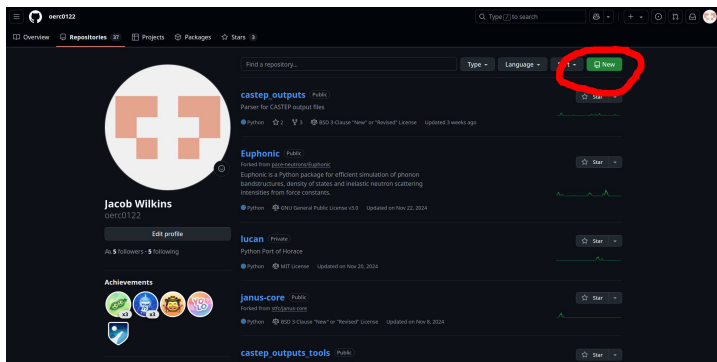 oerc0122
Type / to search
Overview Repositories 37 Projects Packages Stars 3
Find a repository...
Type
Language
New
castep_outputs Public
Star
Parser for CASTEP output files
Python 2 3 BSD 3-Clause "New" or "Revised" License Updated 3 weeks ago
Euphonic Public
Star
Forked from pace-neutrons/Euphonic
Euphonic is a Python package for efficient simulation of phonon
bandstructures, density of states and inelastic neutron scattering
intensities from force constants.
Python GNU General Public License v3.0 Updated on Nov 22, 2024
Jacob Wilkins
oerc0122
Edit profile
5 followers · 5 following
lucan Private
Star
Python Port of Horace
Python MIT License Updated on Nov 20, 2024
Achievements
x3
x3
YOLO
janus-core Public
Star
Forked from stfc/janus-core
Python BSD 3-Clause "New" or "Revised" License Updated on Nov 8, 2024
castep_outputs_tools Public
Star